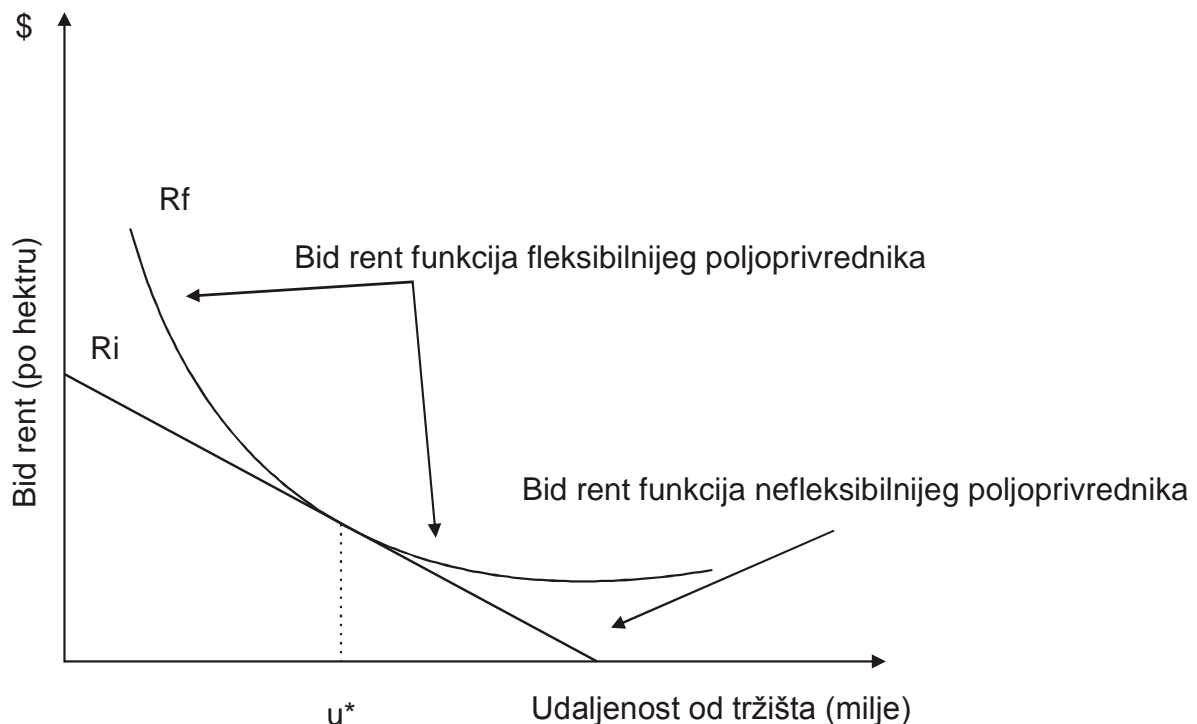 $
Rf
Bid rent funkcija fleksibilnijeg poljoprivrednika
Ri
Bid rent (po hektru)
Bid rent funkcija nefleksibilnijeg poljoprivrednika
u*
Udaljenost od tržišta (milje)